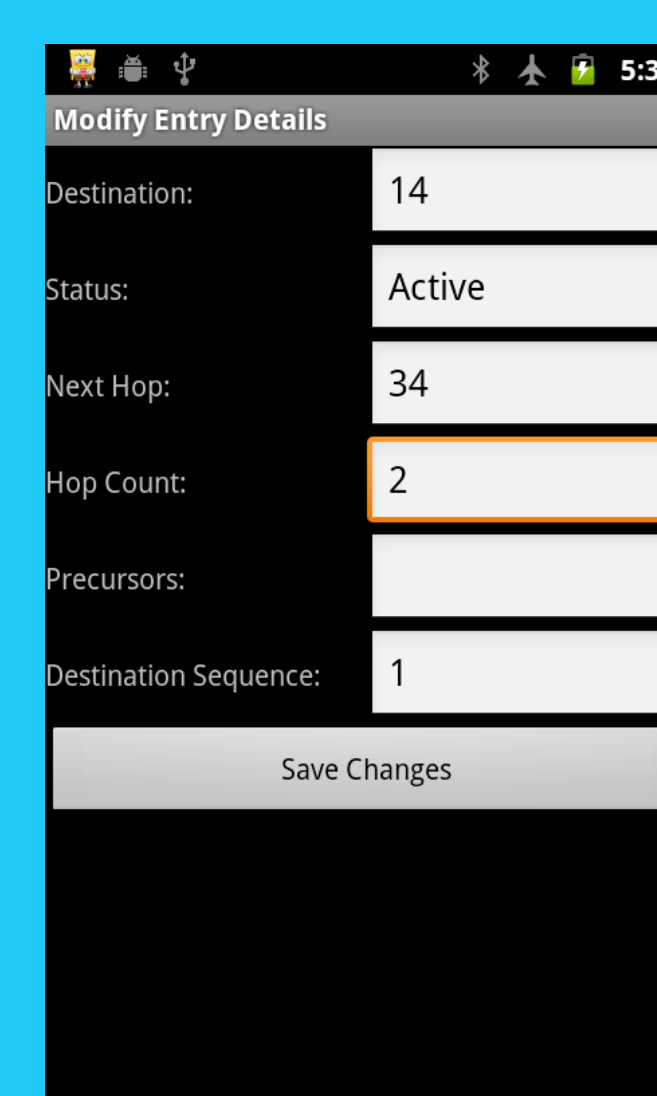 5:3
Modify Entry Details
Destination: 14
Status: Active
Next Hop: 34
Hop Count: 2
Precursors:
Destination Sequence: 1
Save Changes